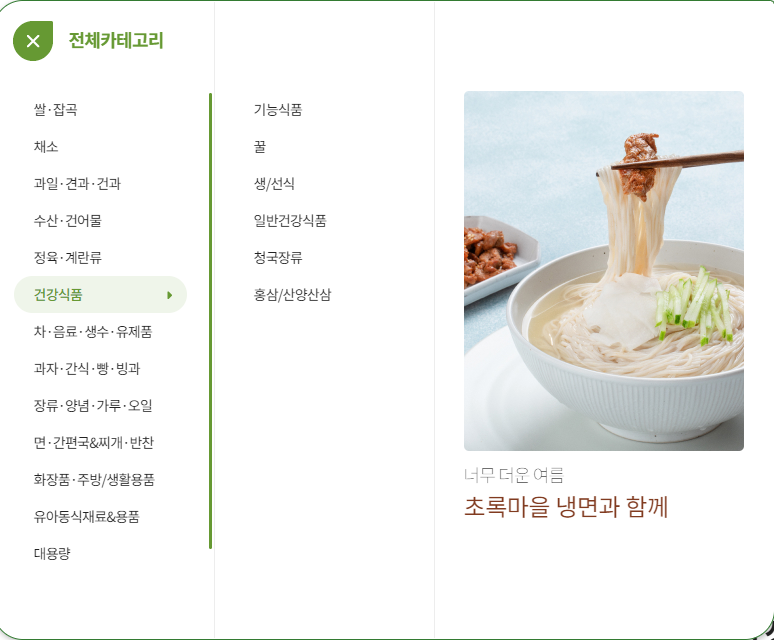 전체카테고리
쌀·잡곡
채소
과일·견과·건과
수산·건어물
정육·계란류
건강식품
차·음료·생수·유제품
과자·간식·빵·빙과
장류·양념·가루·오일
면·간편국&찌개·반찬
화장품·주방/생활용품
유아동식재료&용품
대용량
기능식품
꿀
생/선식
일반건강식품
청국장류
홍삼/산양산삼
너무 더운 여름
초록마을 냉면과 함께